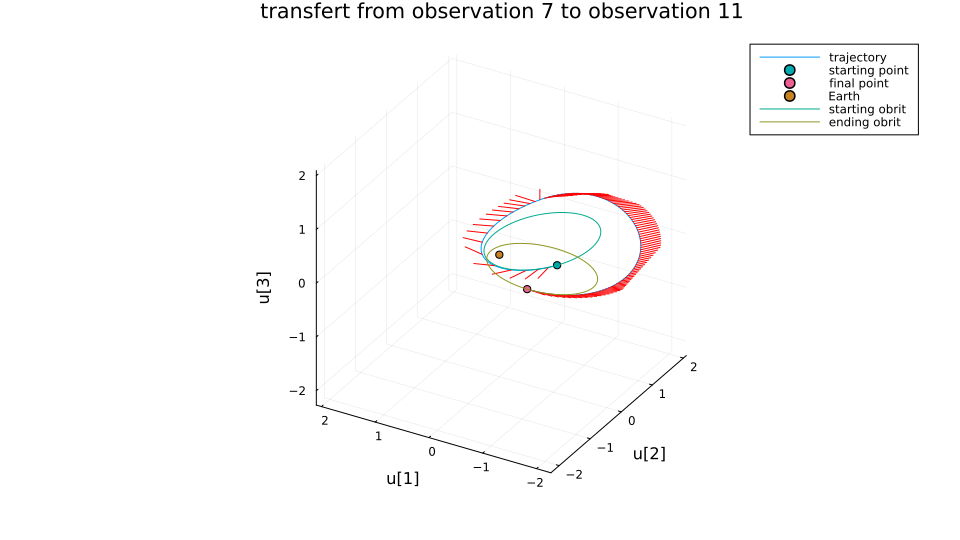 transfert from observation 7 to observation 11
trajectory
starting point
final point
Earth
starting obrit
ending obrit
u[3]
2
1
0
−1
−2
2
1
0
−1
−2
u[1]
−2
−1
0
1
2
u[2]